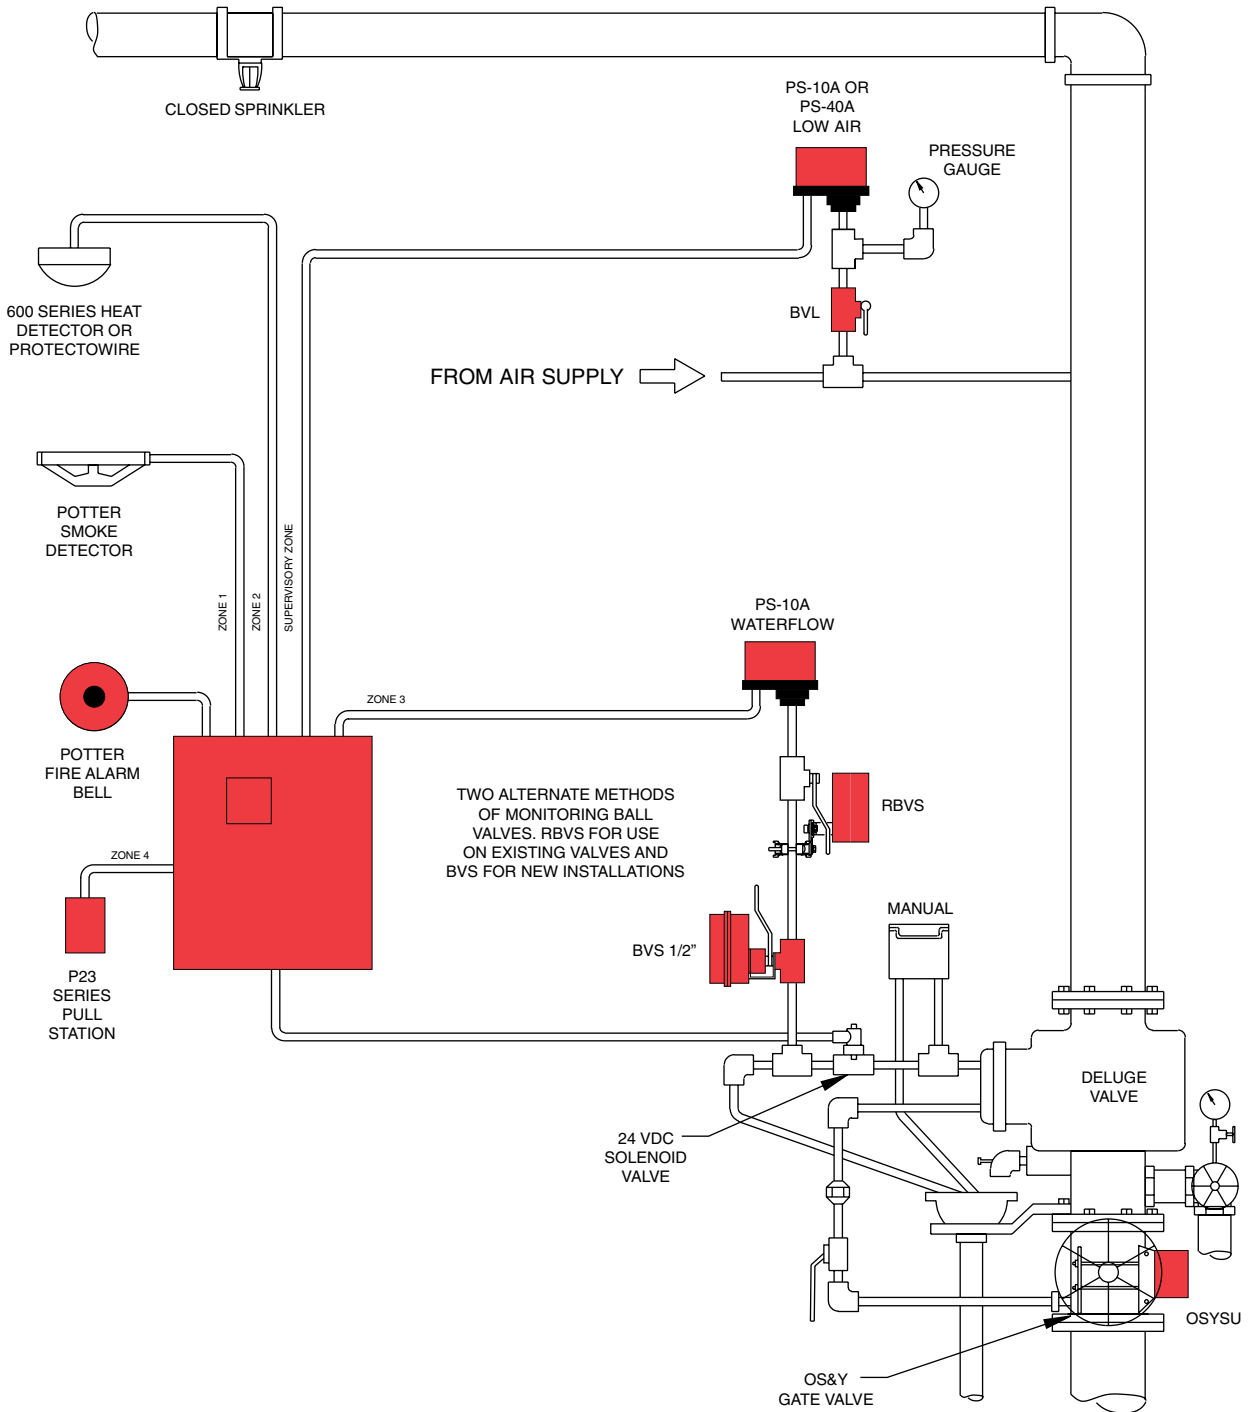 CLOSED SPRINKLER
PS-10A OR
PS-40A
LOW AIR
PRESSURE
GAUGE
600 SERIES HEAT
DETECTOR OR
PROTECTOWIRE
BVL
FROM AIR SUPPLY
POTTER
SMOKE
DETECTOR
ZONE 1
ZONE 2
SUPERVISORY ZONE
PS-10A
WATERFLOW
ZONE 3
POTTER
FIRE ALARM
BELL
TWO ALTERNATE METHODS
OF MONITORING BALL
VALVES. RBVS FOR USE
ON EXISTING VALVES AND
BVS FOR NEW INSTALLATIONS
RBVS
ZONE 4
MANUAL
BVS 1/2”
P23
SERIES
PULL
STATION
DELUGE
VALVE
24 VDC
SOLENOID
VALVE
OSYSU
OS&Y
GATE VALVE